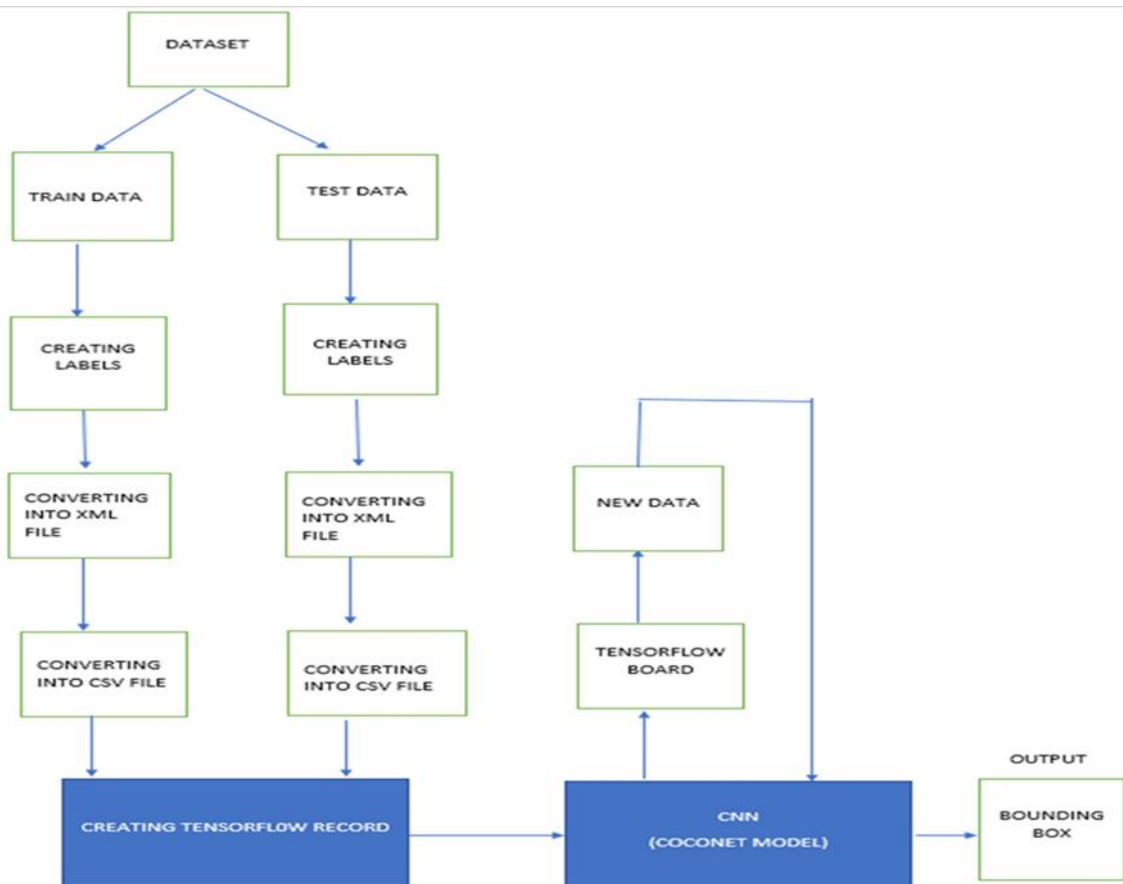 DATASET
TRAIN DATA
TEST DATA
CREATING
LABELS
CREATING
LABELS
CONVERTING
INTO XML
FILE
CONVERTING
INTO XML
FILE
NEW DATA
CONVERTING
INTO CSV FILE
CONVERTING
INTO CSV FILE
TENSORFLOW
BOARD
CREATING TENSORFLOW RECORD
CNN
(COCONET MODEL)
OUTPUT
BOUNDING
BOX